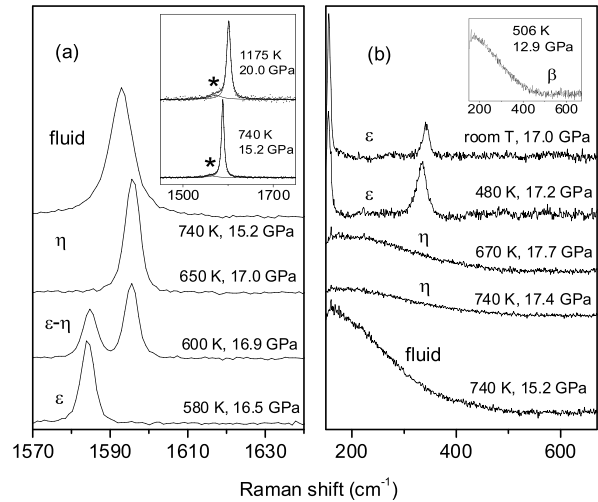 (a)
1175 K
20.0 GPa
*
740 K
15.2 GPa
*
1500 1750
fluid
740 K, 15.2 GPa
η
650 K, 17.0 GPa
ε-η
600 K, 16.9 GPa
ε
580 K, 16.5 GPa
1570 1590 1610 1630
(b)
506 K
12.9 GPa
β
200 400 600
ε room T, 17.0 GPa
ε 480 K, 17.2 GPa
η
670 K, 17.7 GPa
η
740 K, 17.4 GPa
fluid
740 K, 15.2 GPa
200 400 600
Raman shift (cm⁻¹)